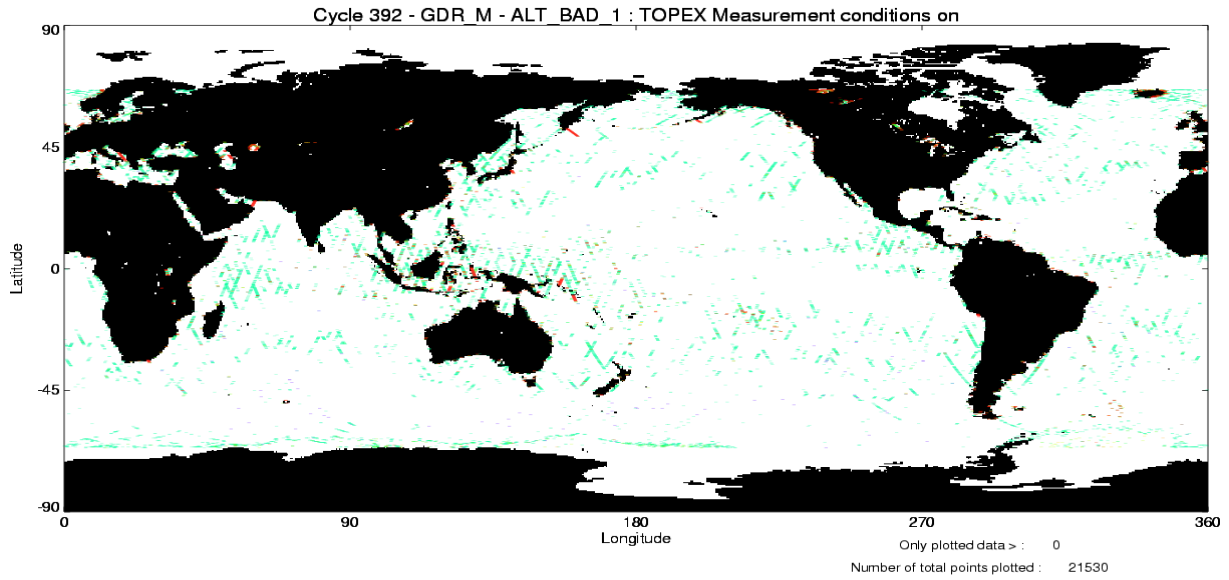 Cycle 392 - GDR_M - ALT_BAD_1 : TOPEX Measurement conditions on
90
45
0
-45
-90
Latitude
0 90 180 270 360
Longitude
Only plotted data > : 0
Number of total points plotted : 21530